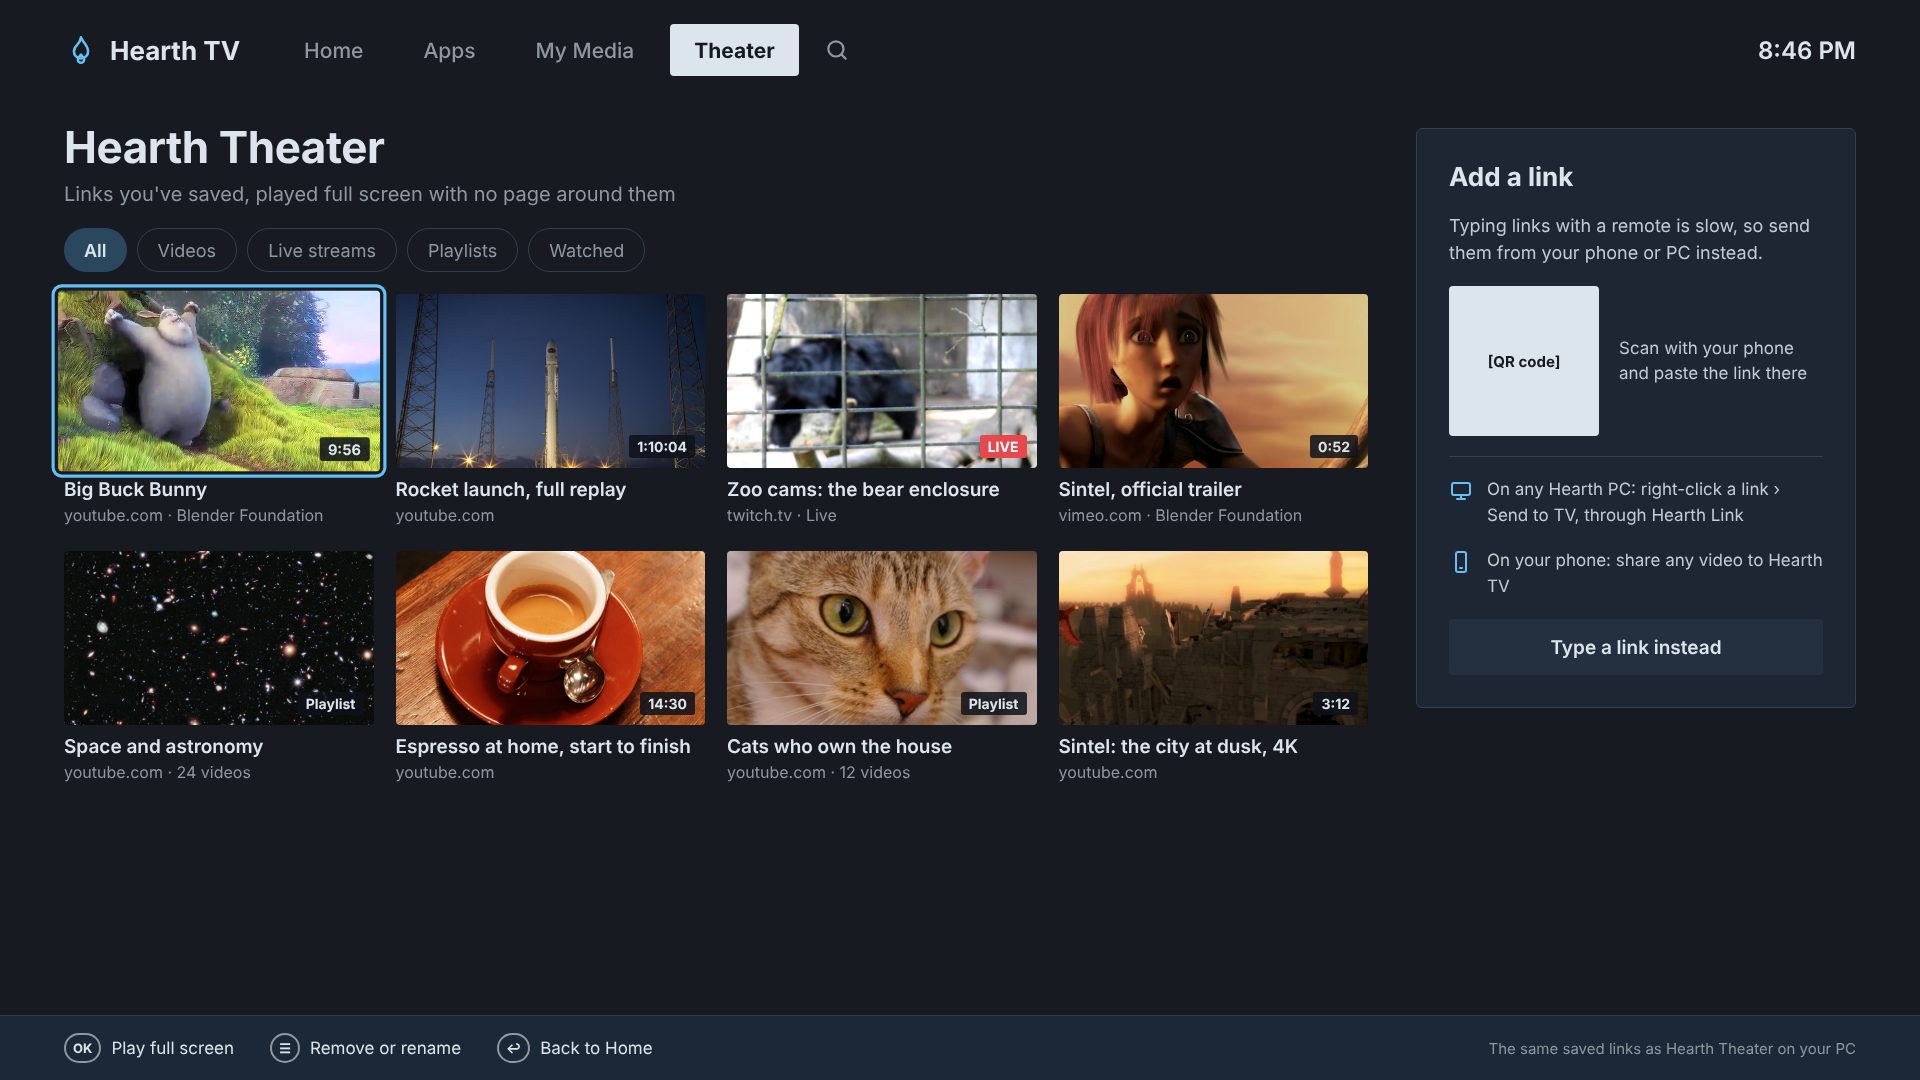 Hearth TV
Home
Apps
My Media
Theater
8:46 PM
Hearth Theater
Links you've saved, played full screen with no page around them
All
Videos
Live streams
Playlists
Watched
9:56
Big Buck Bunny
youtube.com · Blender Foundation
1:10:04
Rocket launch, full replay
youtube.com
LIVE
Zoo cams: the bear enclosure
twitch.tv · Live
0:52
Sintel, official trailer
vimeo.com · Blender Foundation
Playlist
Space and astronomy
youtube.com · 24 videos
14:30
Espresso at home, start to finish
youtube.com
Playlist
Cats who own the house
youtube.com · 12 videos
3:12
Sintel: the city at dusk, 4K
youtube.com
Add a link
Typing links with a remote is slow, so send
them from your phone or PC instead.
[QR code]
Scan with your phone
and paste the link there
On any Hearth PC: right-click a link ›
Send to TV, through Hearth Link
On your phone: share any video to Hearth
TV
Type a link instead
OK
Play full screen
Remove or rename
Back to Home
The same saved links as Hearth Theater on your PC